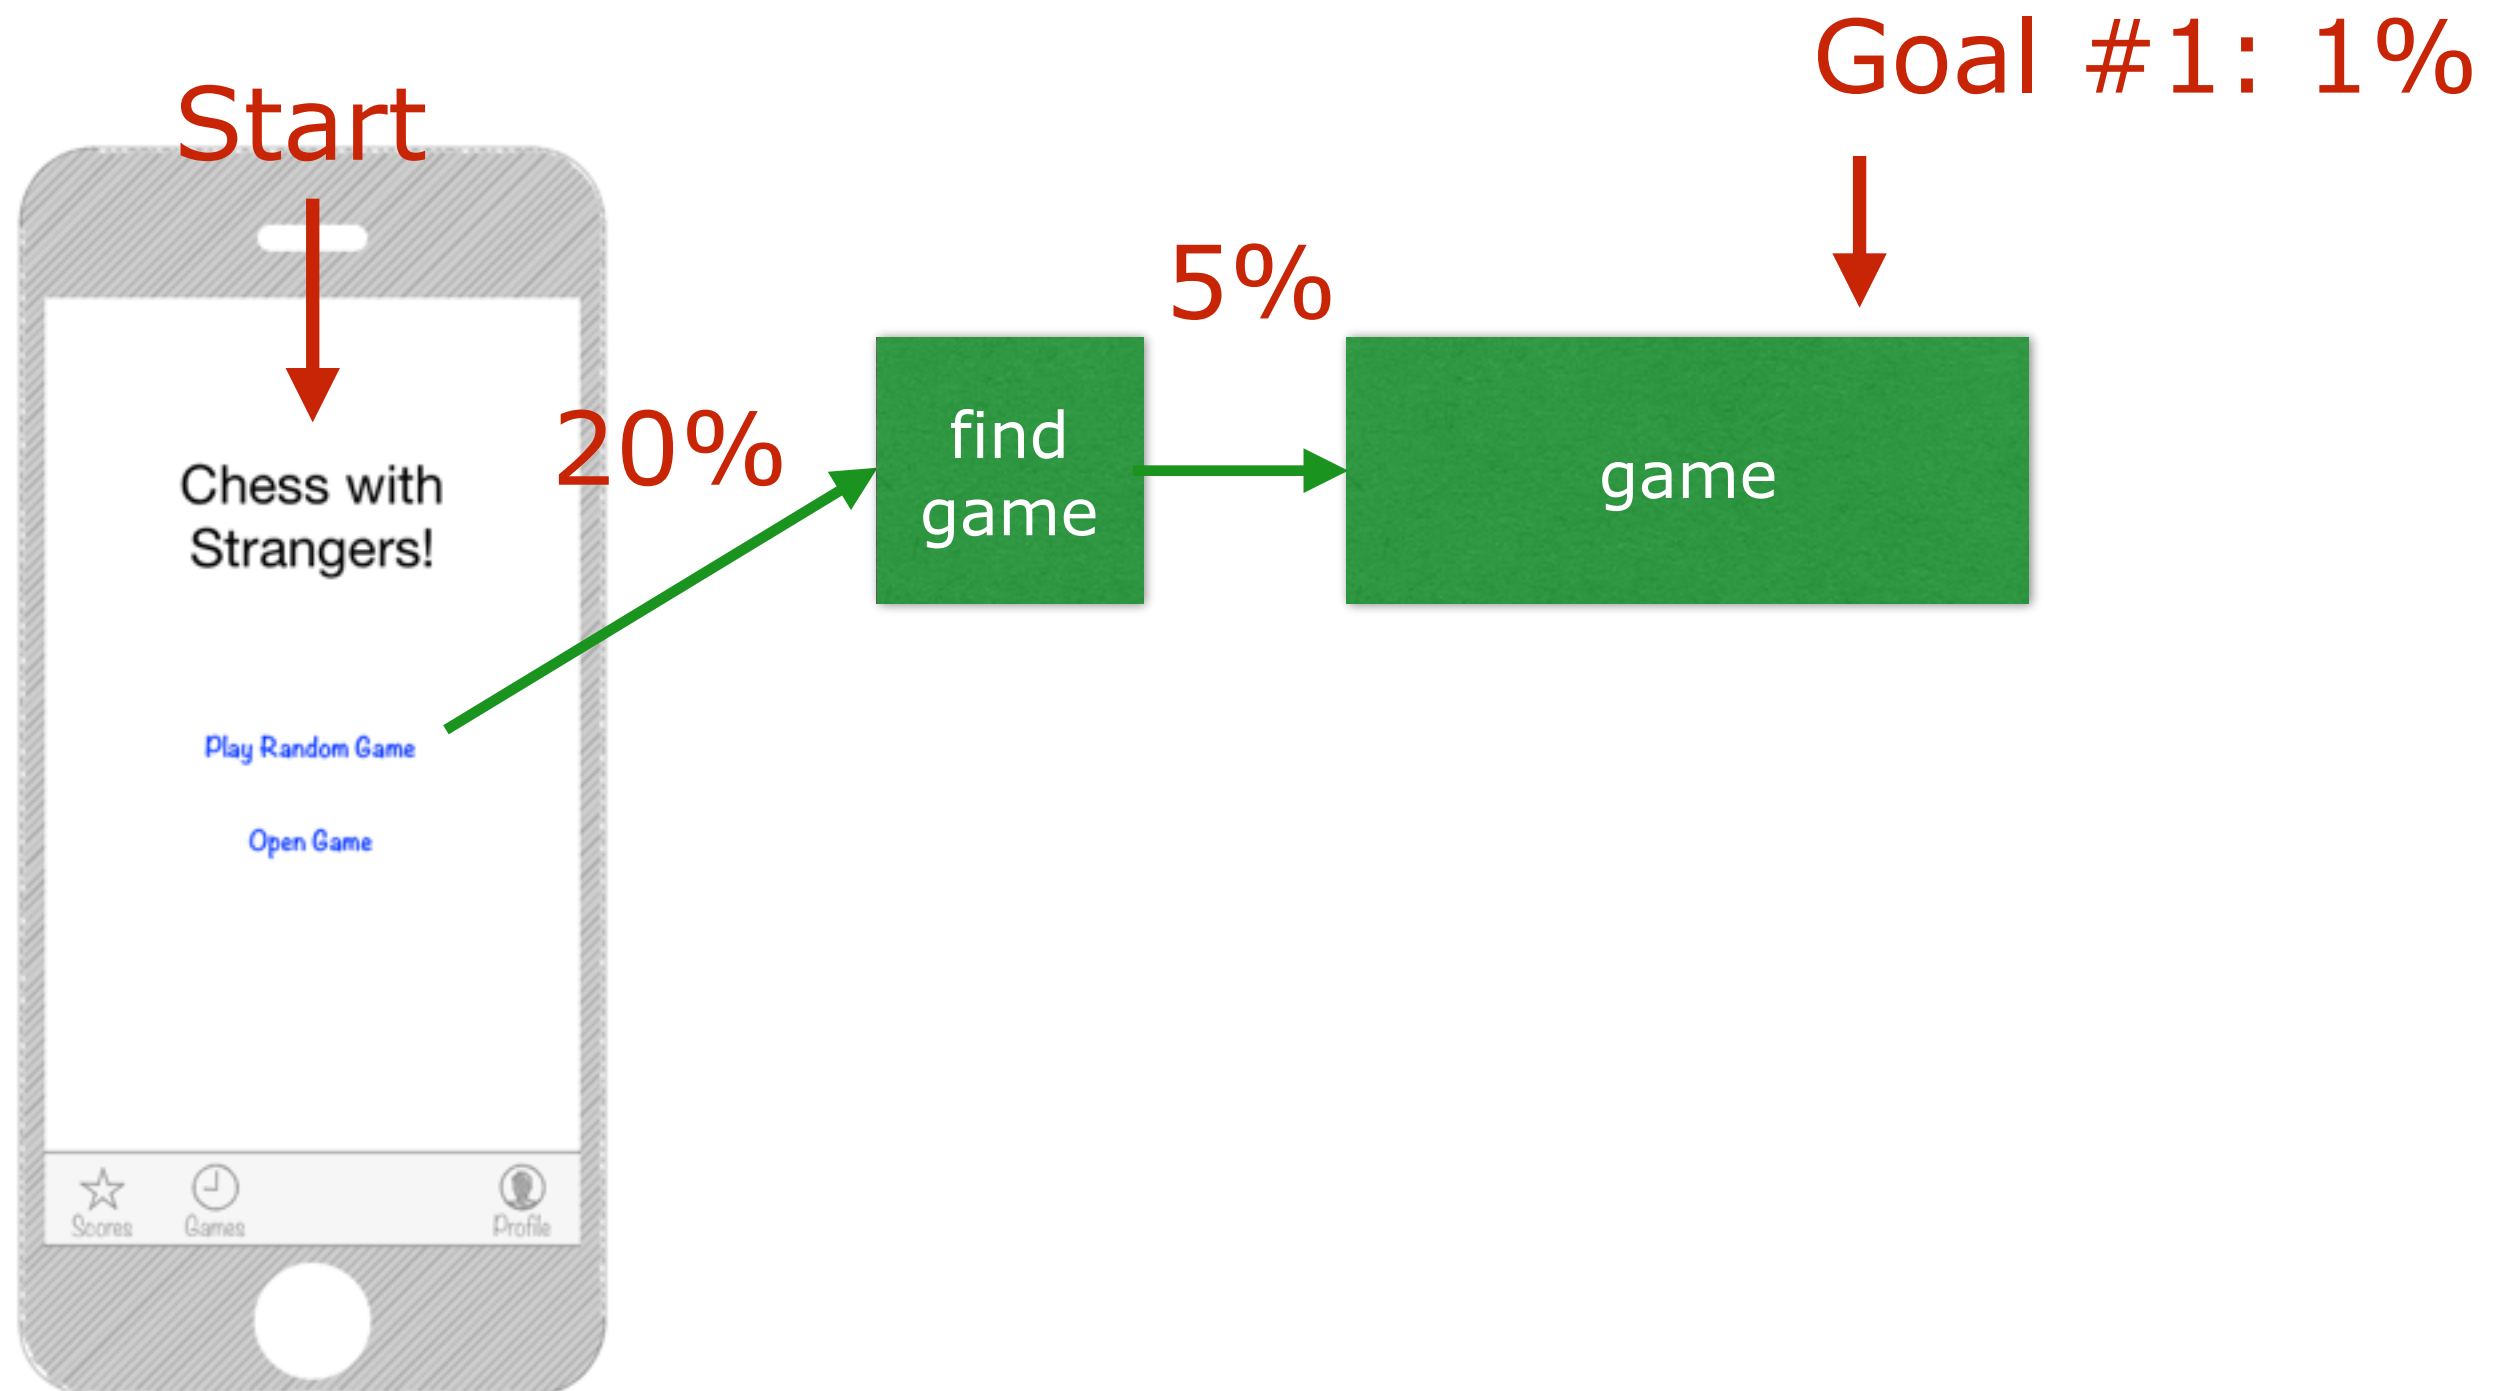 Goal #1: 1%
Start
5%
20%
find
game
game
Chess with
Strangers!
Play Random Game
Open Game
Scores
Games
Profile